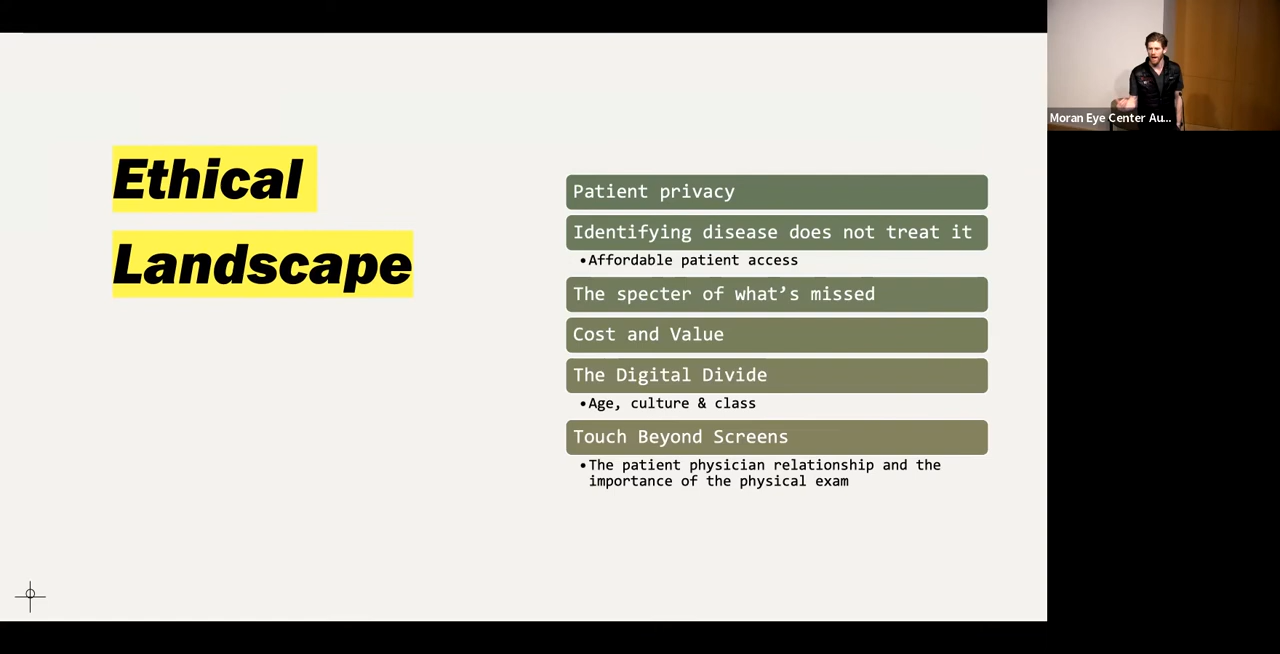 Ethical
Landscape
Patient privacy
Identifying disease does not treat it
•Affordable patient access
The specter of what’s missed
Cost and Value
The Digital Divide
•Age, culture & class
Touch Beyond Screens
•The patient physician relationship and the
importance of the physical exam
Moran Eye Center Au...